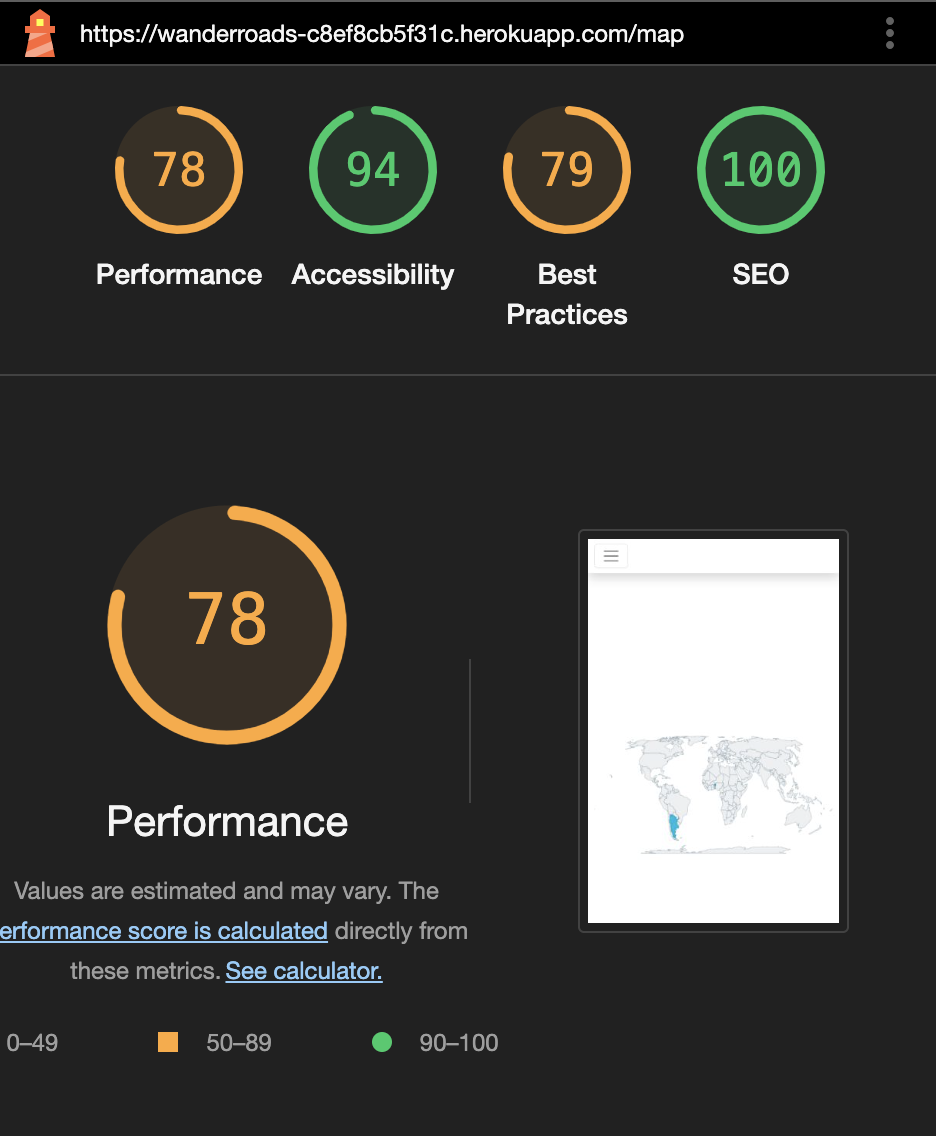 https://wanderroads-c8ef8cb5f31c.herokuapp.com/map
78
94
79
100
Performance
Accessibility
Best
Practices
SEO
78
Performance
Values are estimated and may vary. The
erformance score is calculated directly from
these metrics. See calculator.
0–49
50–89
90–100